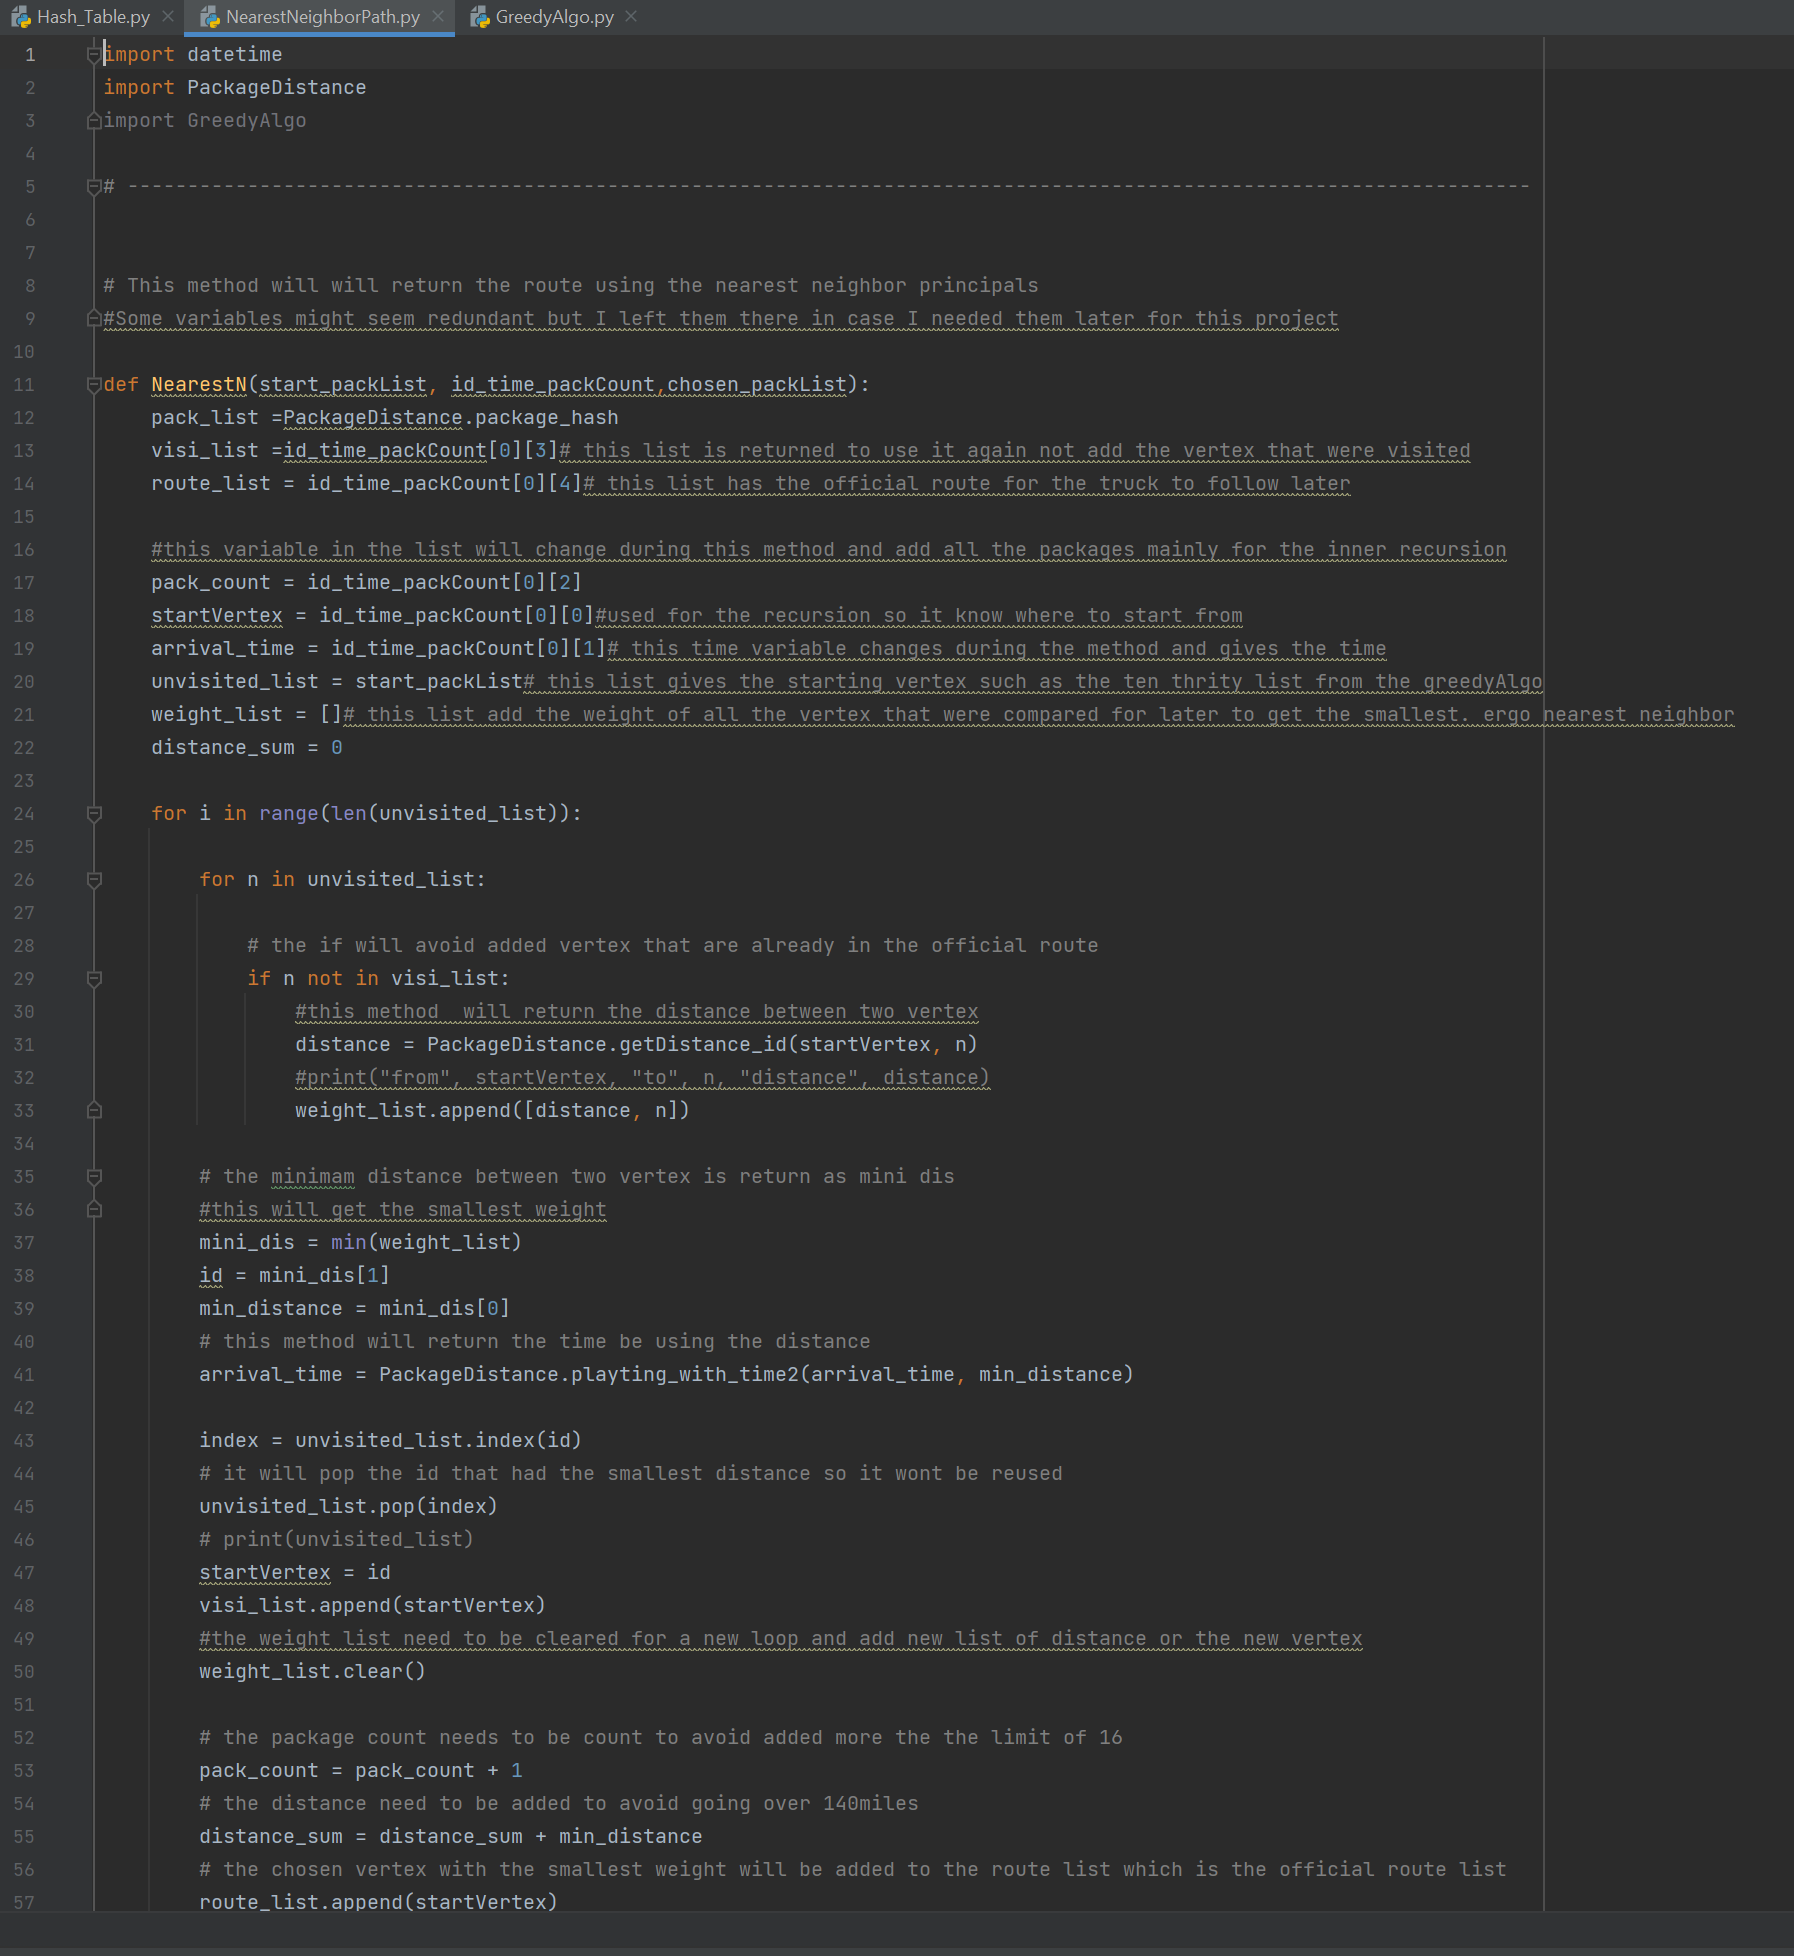 Hash_Table.py NearestNeighborPath.py GreedyAlgo.py
1 import datetime
2 import PackageDistance
3 import GreedyAlgo
4
5 # ---------------------------------------------------------------------------------------------------------------------
6
7
8 # This method will will return the route using the nearest neighbor principals
9 #Some variables might seem redundant but I left them there in case I needed them later for this project
10
11 def NearestN(start_packList, id_time_packCount,chosen_packList):
12     pack_list =PackageDistance.package_hash
13     visi_list =id_time_packCount[0][3]# this list is returned to use it again not add the vertex that were visited
14     route_list = id_time_packCount[0][4]# this list has the official route for the truck to follow later
15
16     #this variable in the list will change during this method and add all the packages mainly for the inner recursion
17     pack_count = id_time_packCount[0][2]
18     startVertex = id_time_packCount[0][0]#used for the recursion so it know where to start from
19     arrival_time = id_time_packCount[0][1]# this time variable changes during the method and gives the time
20     unvisited_list = start_packList# this list gives the starting vertex such as the ten thrity list from the greedyAlgo
21     weight_list = []# this list add the weight of all the vertex that were compared for later to get the smallest. ergo nearest neighbor
22     distance_sum = 0
23
24     for i in range(len(unvisited_list)):
25
26         for n in unvisited_list:
27
28             # the if will avoid added vertex that are already in the official route
29             if n not in visi_list:
30                 #this method  will return the distance between two vertex
31                 distance = PackageDistance.getDistance_id(startVertex, n)
32                 #print("from", startVertex, "to", n, "distance", distance)
33                 weight_list.append([distance, n])
34
35         # the minimam distance between two vertex is return as mini dis
36         #this will get the smallest weight
37         mini_dis = min(weight_list)
38         id = mini_dis[1]
39         min_distance = mini_dis[0]
40         # this method will return the time be using the distance
41         arrival_time = PackageDistance.playting_with_time2(arrival_time, min_distance)
42
43         index = unvisited_list.index(id)
44         # it will pop the id that had the smallest distance so it wont be reused
45         unvisited_list.pop(index)
46         # print(unvisited_list)
47         startVertex = id
48         visi_list.append(startVertex)
49         #the weight list need to be cleared for a new loop and add new list of distance or the new vertex
50         weight_list.clear()
51
52         # the package count needs to be count to avoid added more the the limit of 16
53         pack_count = pack_count + 1
54         # the distance need to be added to avoid going over 140miles
55         distance_sum = distance_sum + min_distance
56         # the chosen vertex with the smallest weight will be added to the route list which is the official route list
57         route_list.append(startVertex)